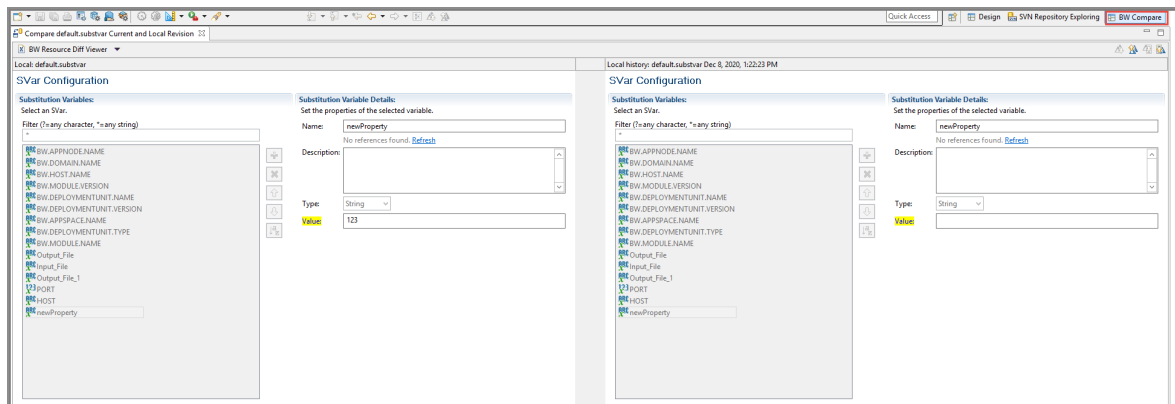 Quick Access
Design
SVN Repository Exploring
BW Compare
Compare default.substvar Current and Local Revision
BW Resource Diff Viewer
Local: default.substvar
SVar Configuration
Substitution Variables:
Select an SVar.
Filter (?=any character, *=any string)
*
BW.APPNODE.NAME
BW.DOMAIN.NAME
BW.HOST.NAME
BW.MODULE.VERSION
BW.DEPLOYMENTUNIT.NAME
BW.DEPLOYMENTUNIT.VERSION
BW.APPSPACE.NAME
BW.DEPLOYMENTUNIT.TYPE
BW.MODULE.NAME
Output_File
Input_File
Output_File_1
PORT
HOST
newProperty
Substitution Variable Details:
Set the properties of the selected variable.
Name: newProperty
No references found. Refresh
Description:
Type: String
Value: 123
Local history: default.substvar Dec 8, 2020, 1:22:23 PM
SVar Configuration
Substitution Variables:
Select an SVar.
Filter (?=any character, *=any string)
*
BW.APPNODE.NAME
BW.DOMAIN.NAME
BW.HOST.NAME
BW.MODULE.VERSION
BW.DEPLOYMENTUNIT.NAME
BW.DEPLOYMENTUNIT.VERSION
BW.APPSPACE.NAME
BW.DEPLOYMENTUNIT.TYPE
BW.MODULE.NAME
Output_File
Input_File
Output_File_1
PORT
HOST
newProperty
Substitution Variable Details:
Set the properties of the selected variable.
Name: newProperty
No references found. Refresh
Description:
Type: String
Value: